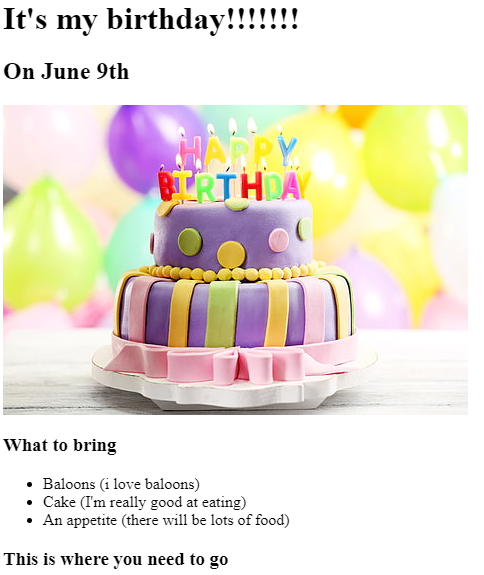 It's my birthday!!!!!!!
On June 9th
HAPPY
BIRTHDAY
What to bring
Baloons (i love baloons)
Cake (I'm really good at eating)
An appetite (there will be lots of food)
This is where you need to go